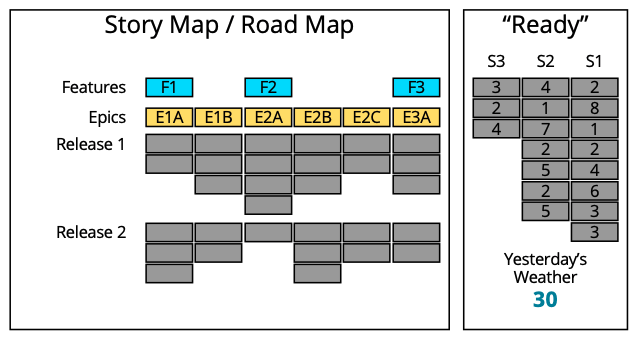 Story Map / Road Map
Features F1 F2 F3
Epics E1A E1B E2A E2B E2C E3A
Release 1
Release 2
“Ready”
S3 S2 S1
3 4 2
2 1 8
4 7 1
2 2
5 4
2 6
5 3
3
Yesterday’s
Weather
30